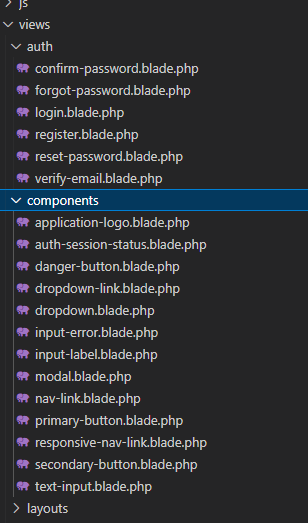 js
views
auth
confirm-password.blade.php
forgot-password.blade.php
login.blade.php
register.blade.php
reset-password.blade.php
verify-email.blade.php
components
application-logo.blade.php
auth-session-status.blade.php
danger-button.blade.php
dropdown-link.blade.php
dropdown.blade.php
input-error.blade.php
input-label.blade.php
modal.blade.php
nav-link.blade.php
primary-button.blade.php
responsive-nav-link.blade.php
secondary-button.blade.php
text-input.blade.php
layouts